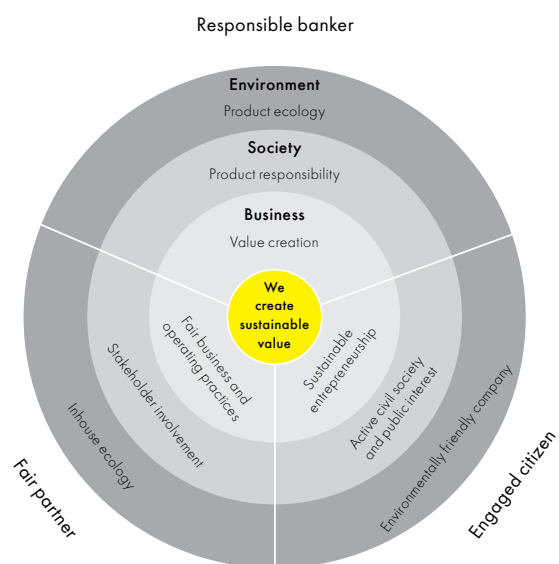 Responsible banker
Environment
Product ecology
Society
Product responsibility
Business
Value creation
We
create
sustainable
value
Fair business and
operating practices
Stakeholder involvement
Inhouse ecology
Fair partner
Sustainable
entrepreneurship
Active civil society
and public interest
Environmentally friendly company
Engaged citizen